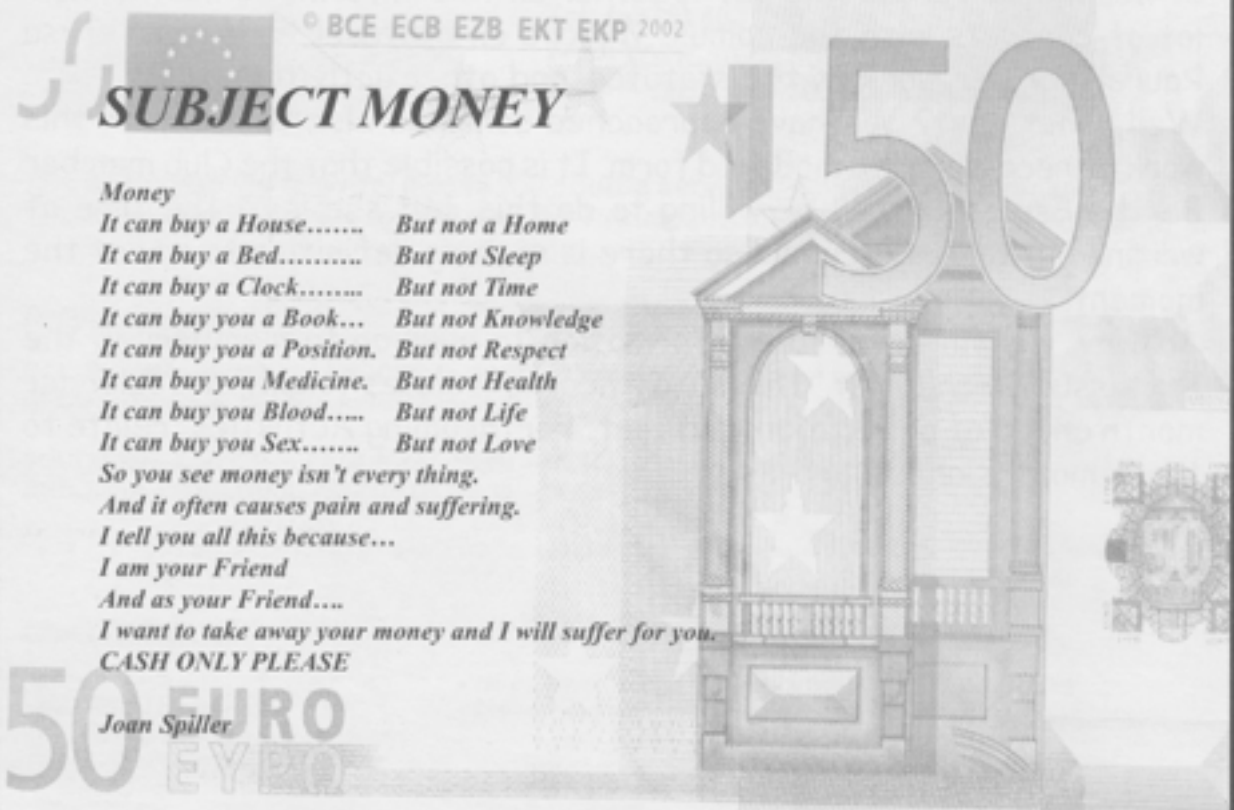 © BCE ECB EZB EKT EKP 2002
50
SUBJECT MONEY
Money
It can buy a House……. But not a Home
It can buy a Bed………. But not Sleep
It can buy a Clock…….. But not Time
It can buy you a Book… But not Knowledge
It can buy you a Position. But not Respect
It can buy you Medicine. But not Health
It can buy you Blood….. But not Life
It can buy you Sex……. But not Love
So you see money isn't every thing.
And it often causes pain and suffering.
I tell you all this because…
I am your Friend
And as your Friend….
I want to take away your money and I will suffer for you.
CASH ONLY PLEASE
Joan Spiller
50 EURO
ΕΥΡΩ
50